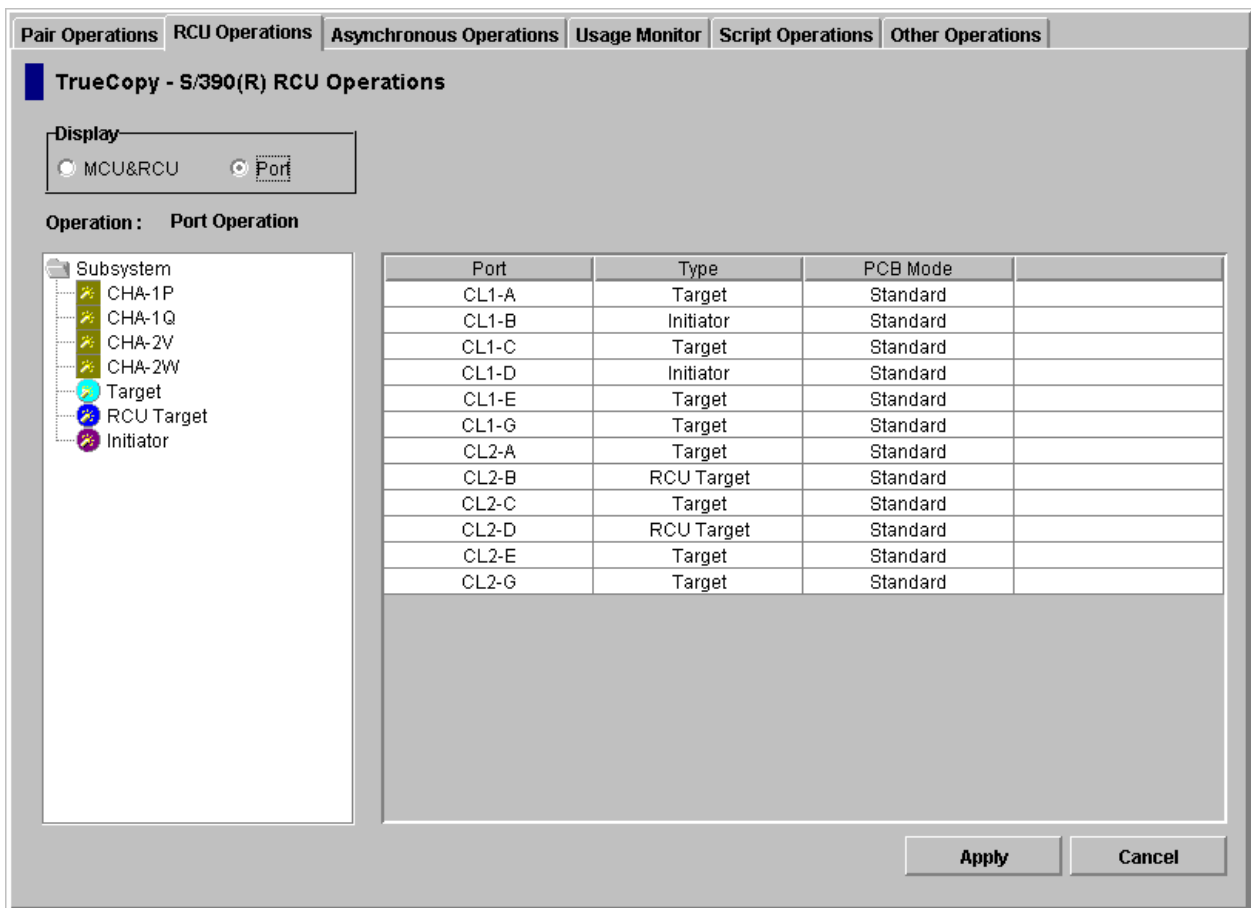 Pair Operations RCU Operations Asynchronous Operations Usage Monitor Script Operations Other Operations
TrueCopy - S/390(R) RCU Operations
Display
MCU&RCU Port
Operation : Port Operation
Subsystem
CHA-1P
CHA-1Q
CHA-2V
CHA-2W
Target
RCU Target
Initiator
Port Type PCB Mode
CL1-A Target Standard
CL1-B Initiator Standard
CL1-C Target Standard
CL1-D Initiator Standard
CL1-E Target Standard
CL1-G Target Standard
CL2-A Target Standard
CL2-B RCU Target Standard
CL2-C Target Standard
CL2-D RCU Target Standard
CL2-E Target Standard
CL2-G Target Standard
Apply Cancel